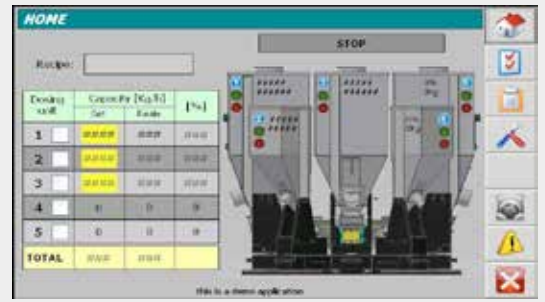 HOME
STOP
Recipe:
Dosing unit
Capacity [Kg/h]
[%]
Set
1 #### ### ###
2 #### ### ###
3 #### ### ###
4 0 0 0
5 0 0 0
TOTAL ### ###
this is a demo application